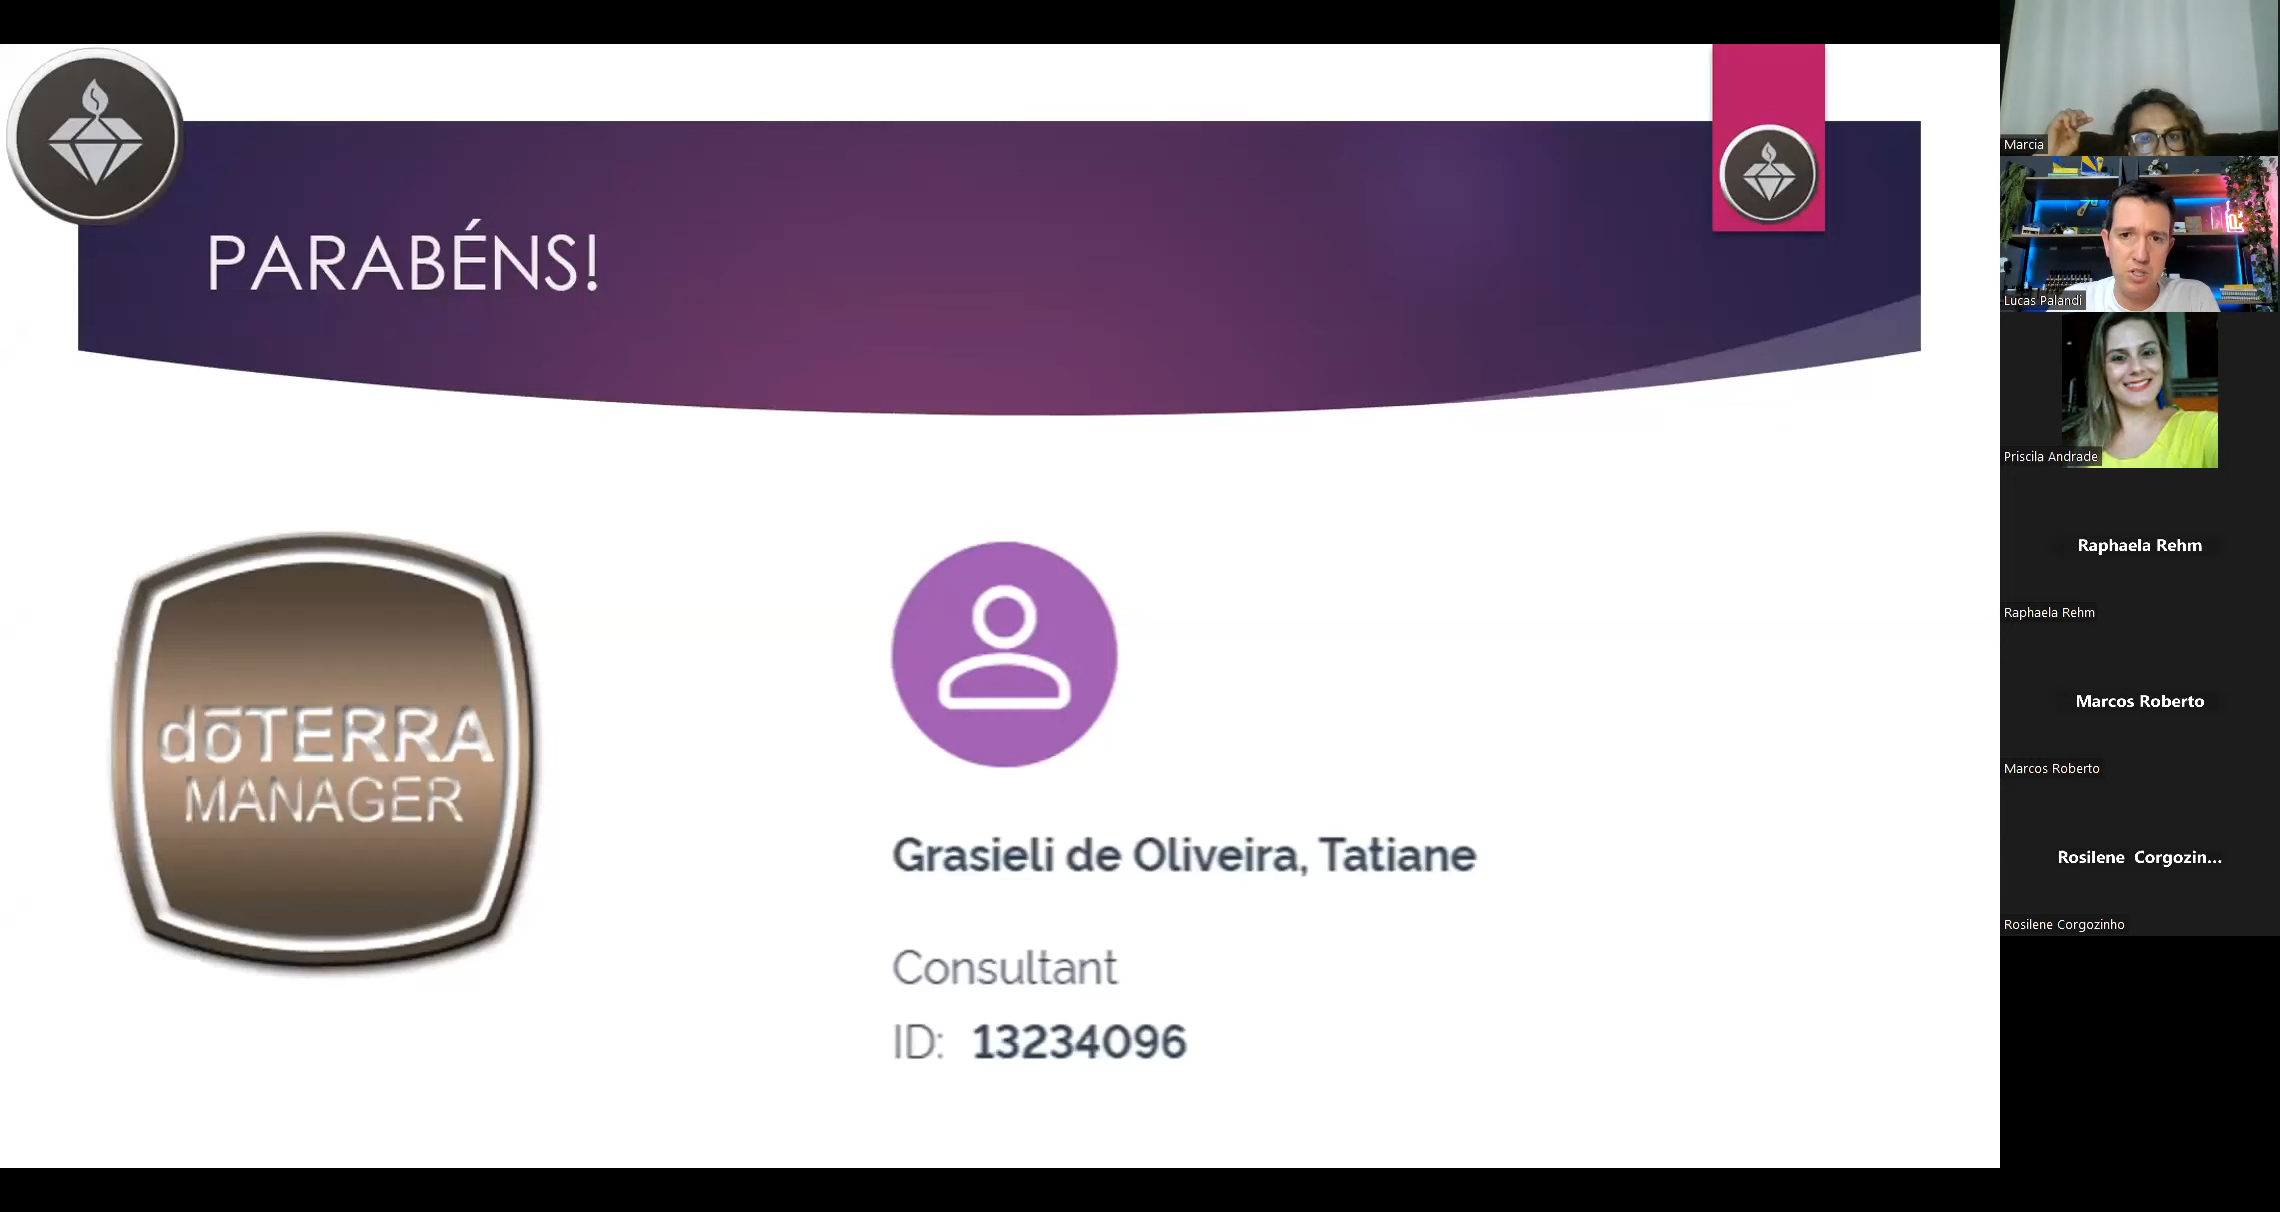 PARABÉNS!
dōTERRA
MANAGER
Grasieli de Oliveira, Tatiane
Consultant
ID: 13234096
Marcia
Lucas Palandi
Priscila Andrade
Raphaela Rehm
Raphaela Rehm
Marcos Roberto
Marcos Roberto
Rosilene Corgozin...
Rosilene Corgozinho